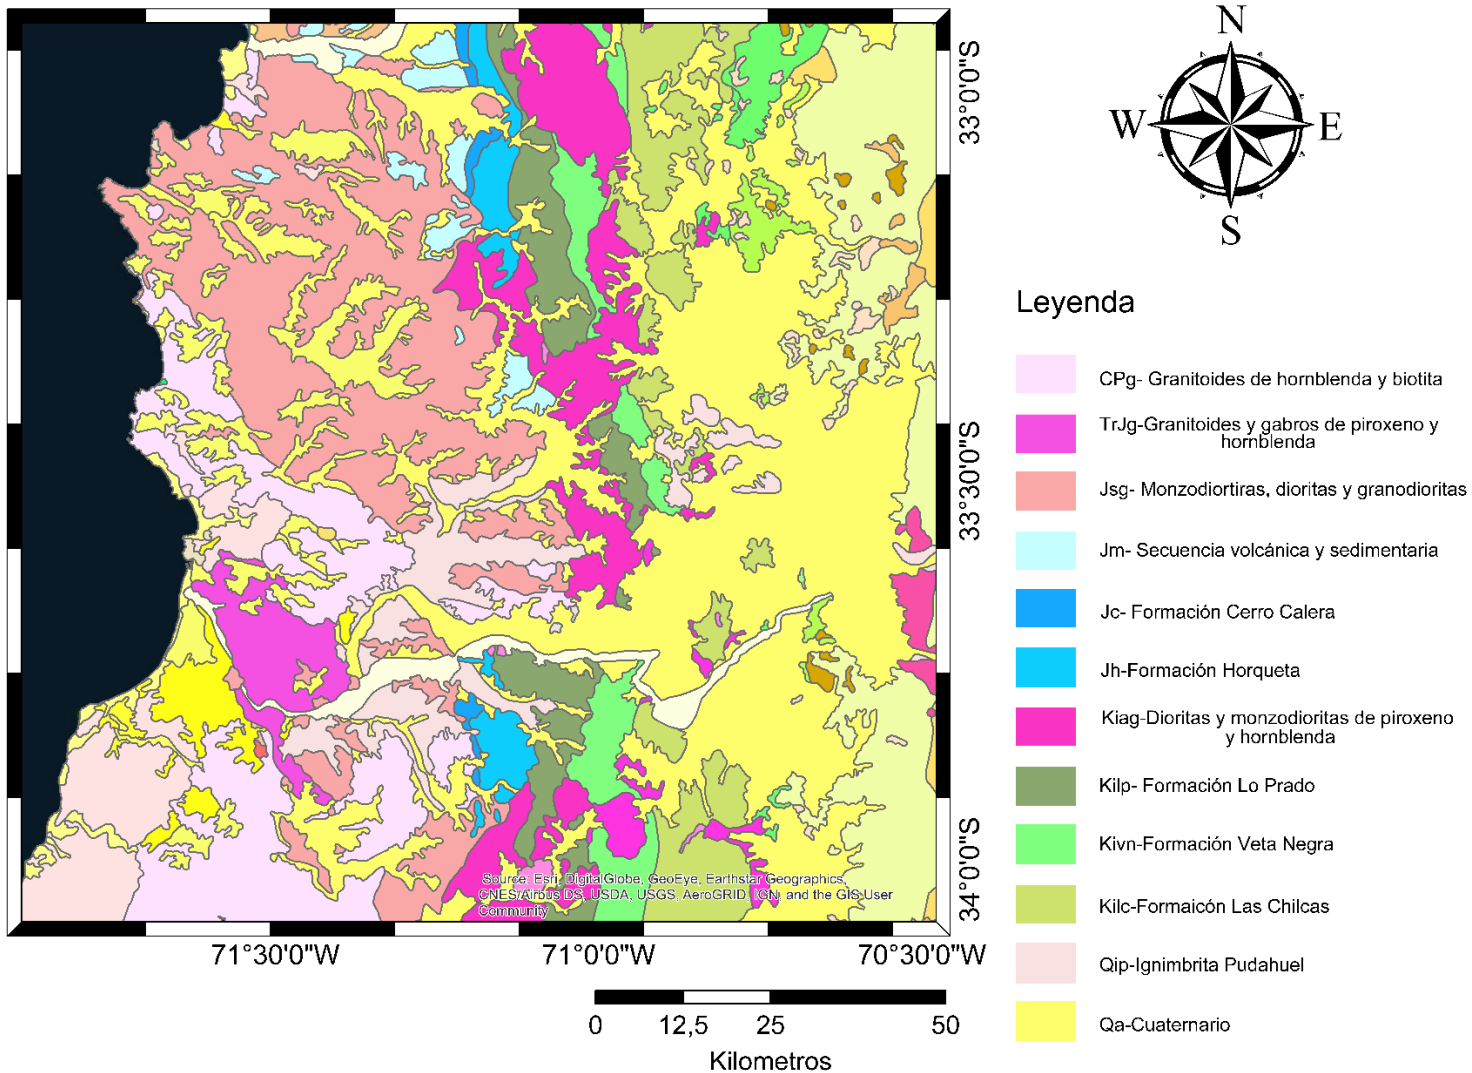 N
W
E
S
33°0'0"S
33°30'0"S
34°0'0"S
Leyenda
CPg- Granitoides de hornblenda y biotita
TrJg-Granitoides y gabros de piroxeno y
hornblenda
Jsg- Monzodiortiras, dioritas y granodioritas
Jm- Secuencia volcánica y sedimentaria
Jc- Formación Cerro Calera
Jh-Formación Horqueta
Kiag-Dioritas y monzodioritas de piroxeno
y hornblenda
Kilp- Formación Lo Prado
Kivn-Formación Veta Negra
Kilc-Formaicón Las Chilcas
Qip-Ignimbrita Pudahuel
Qa-Cuaternario
Source: Esri, DigitalGlobe, GeoEye, Earthstar Geographics,
CNES/Airbus DS, USDA, USGS, AeroGRID, IGN, and the GIS User
Community
71°30'0"W
71°0'0"W
70°30'0"W
0
12,5
25
50
Kilometros